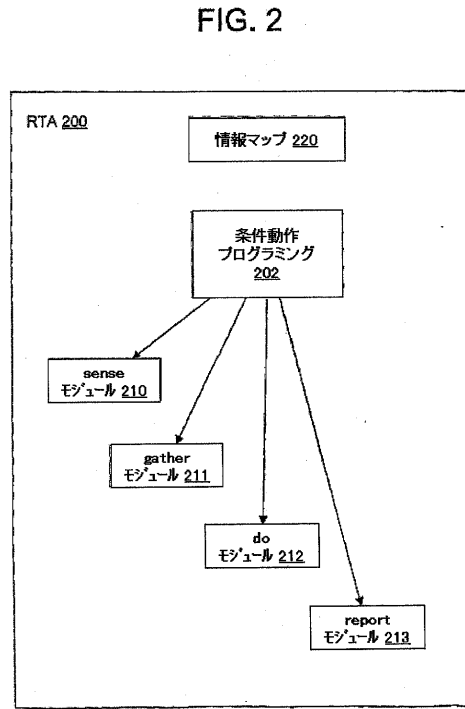 FIG. 2
RTA 200
情報マップ 220
条件動作
プログラミング
202
sense
モジュール 210
gather
モジュール 211
do
モジュール 212
report
モジュール 213